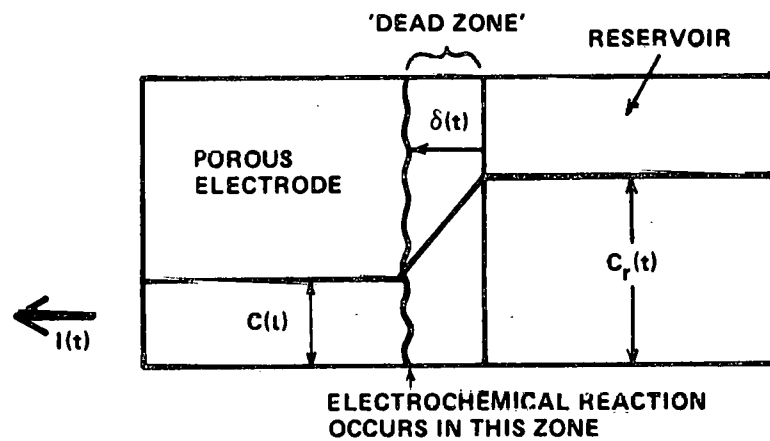 'DEAD ZONE'
RESERVOIR
δ(t)
POROUS
ELECTRODE
C(t)
Cr(t)
I(t)
ELECTROCHEMICAL REACTION
OCCURS IN THIS ZONE